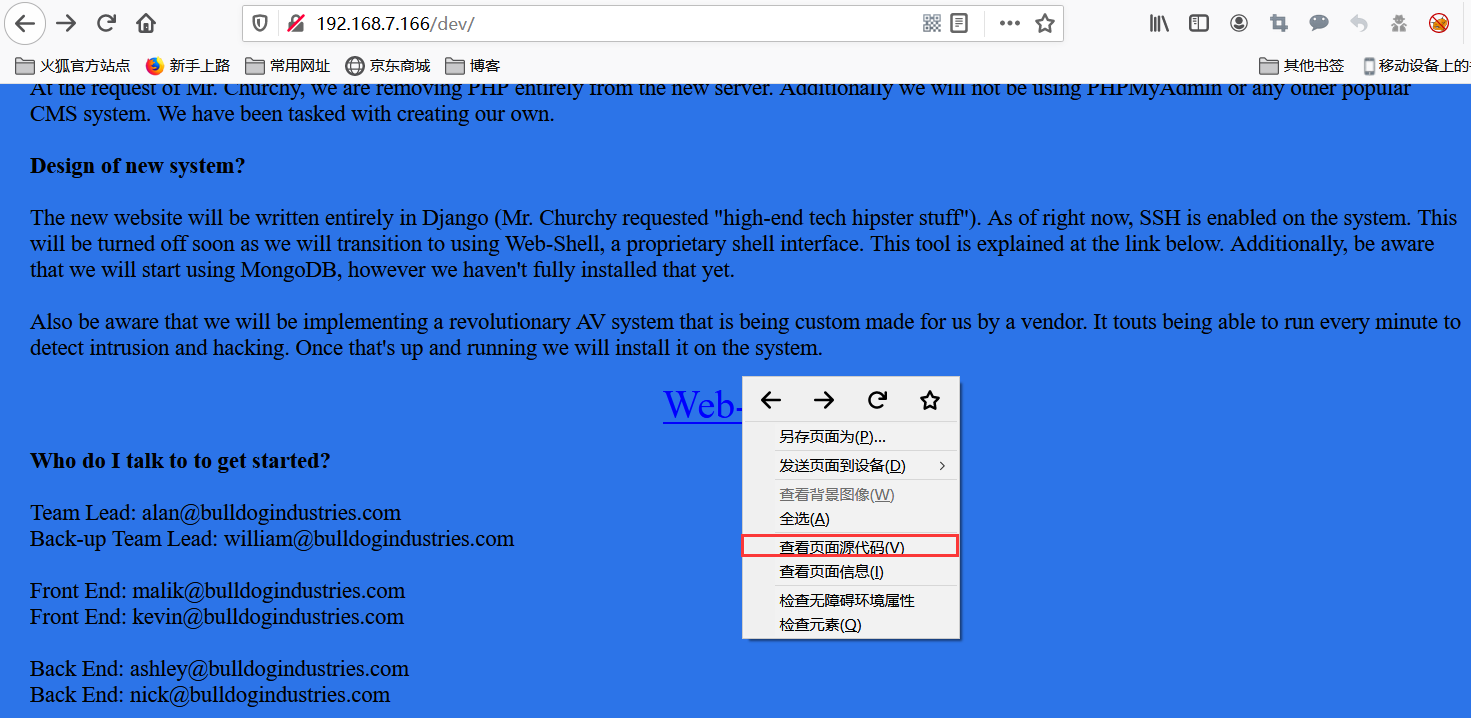 192.168.7.166/dev/
火狐官方站点 新手上路 常用网址 京东商城 博客 其他书签 移动设备上的
At the request of Mr. Churchy, we are removing PHP entirely from the new server. Additionally we will not be using PHPMyAdmin or any other popular
CMS system. We have been tasked with creating our own.
Design of new system?
The new website will be written entirely in Django (Mr. Churchy requested "high-end tech hipster stuff"). As of right now, SSH is enabled on the system. This
will be turned off soon as we will transition to using Web-Shell, a proprietary shell interface. This tool is explained at the link below. Additionally, be aware
that we will start using MongoDB, however we haven't fully installed that yet.
Also be aware that we will be implementing a revolutionary AV system that is being custom made for us by a vendor. It touts being able to run every minute to
detect intrusion and hacking. Once that's up and running we will install it on the system.
Web-
另存页面为(P)...
发送页面到设备(D)
查看背景图像(W)
全选(A)
查看页面源代码(V)
查看页面信息(I)
检查无障碍环境属性
检查元素(Q)
Who do I talk to to get started?
Team Lead: alan@bulldogindustries.com
Back-up Team Lead: william@bulldogindustries.com
Front End: malik@bulldogindustries.com
Front End: kevin@bulldogindustries.com
Back End: ashley@bulldogindustries.com
Back End: nick@bulldogindustries.com